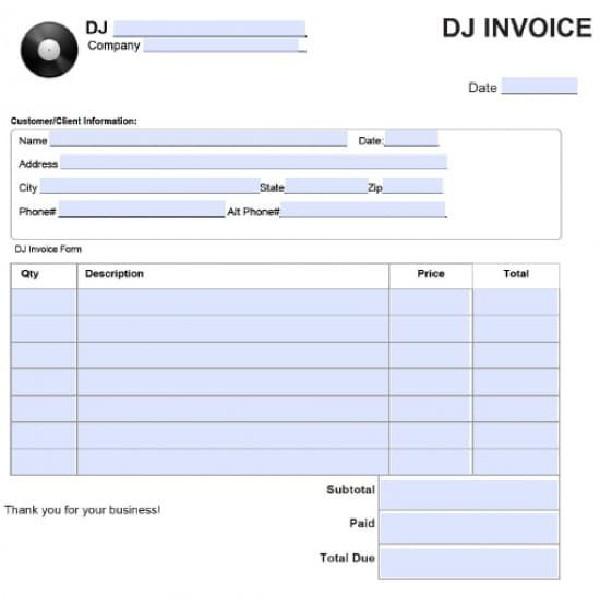 DJ
DJ INVOICE
Company
Date
Customer/Client Information:
Name Date:
Address
City State Zip
Phone# Alt Phone#
DJ Invoice Form
Qty Description Price Total
Subtotal
Thank you for your business!
Paid
Total Due